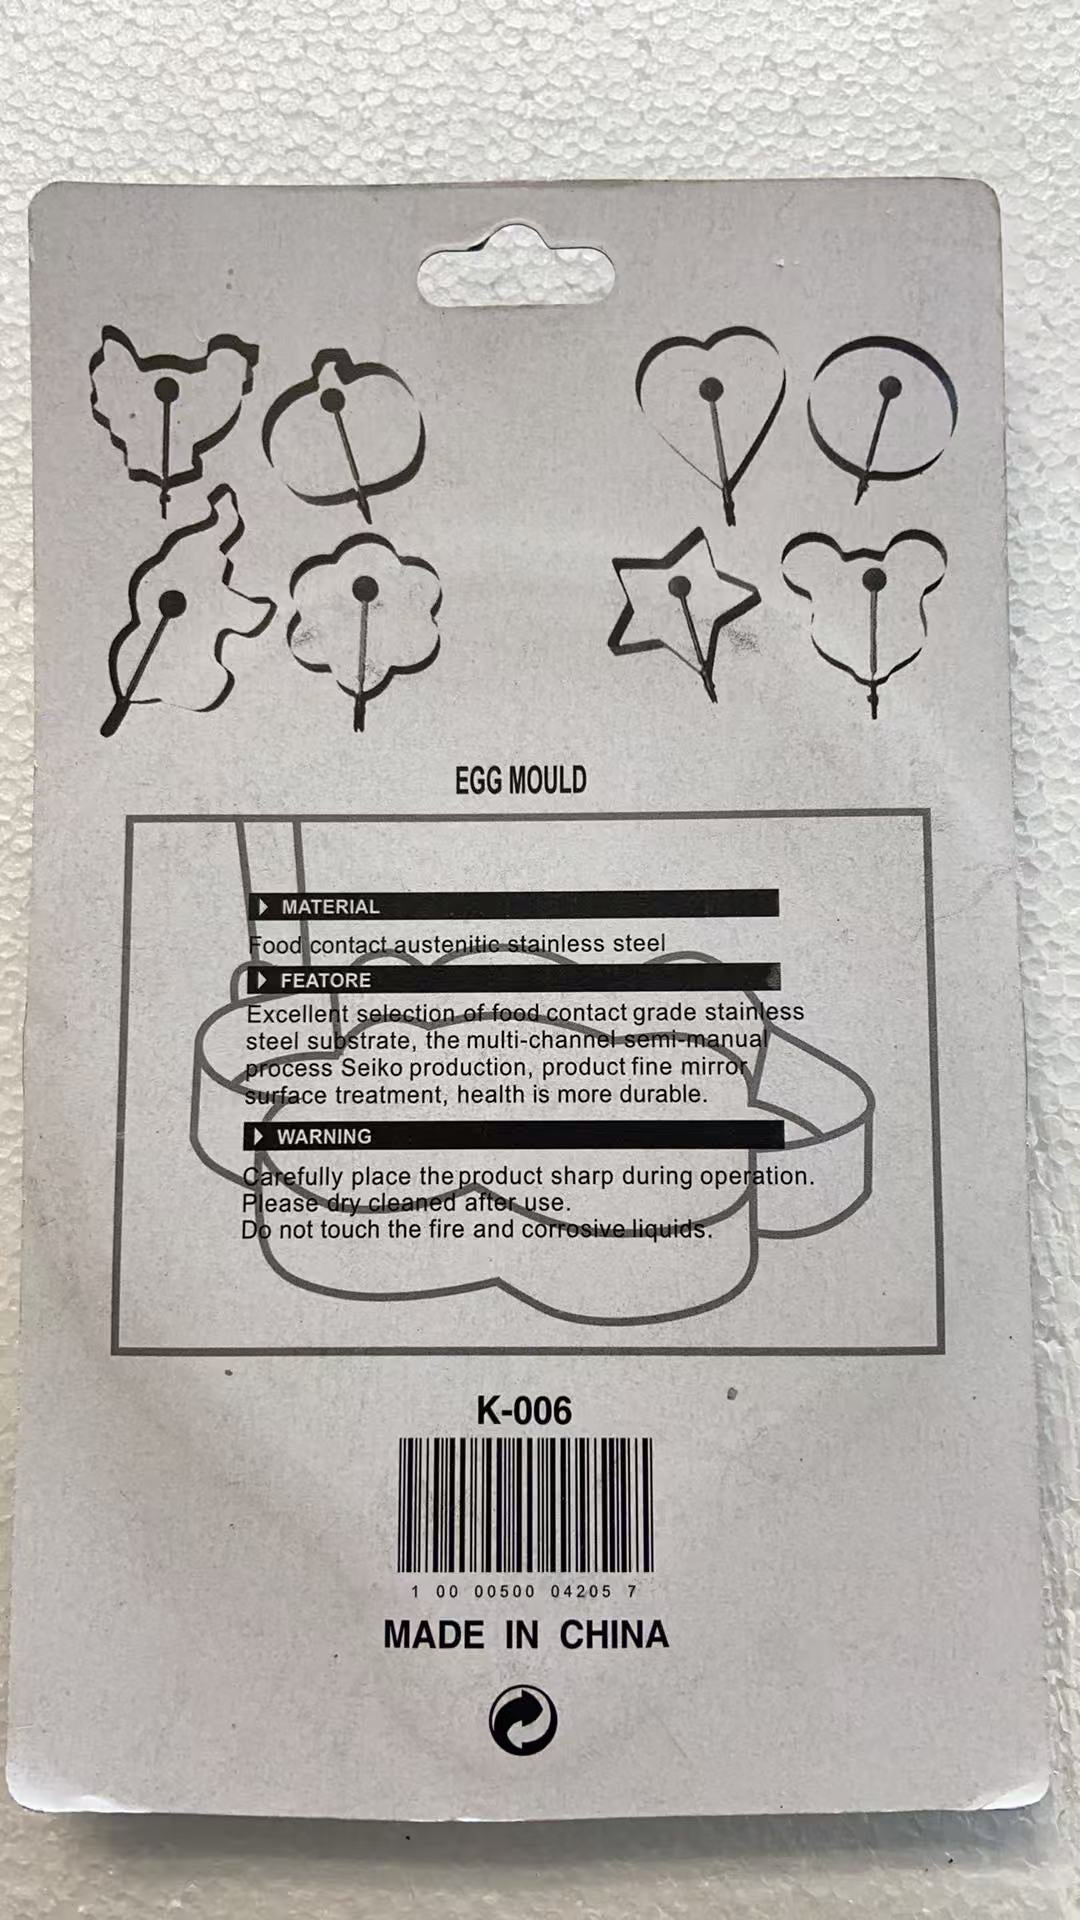 EGG MOULD
MATERIAL
Food contact austenitic stainless steel
FEATORE
Excellent selection of food contact grade stainless
steel substrate, the multi-channel semi-manual
process Seiko production, product fine mirror
surface treatment, health is more durable.
WARNING
Carefully place the product sharp during operation.
Please dry cleaned after use.
Do not touch the fire and corrosive liquids.
K-006
1 00 00500 04205 7
MADE IN CHINA